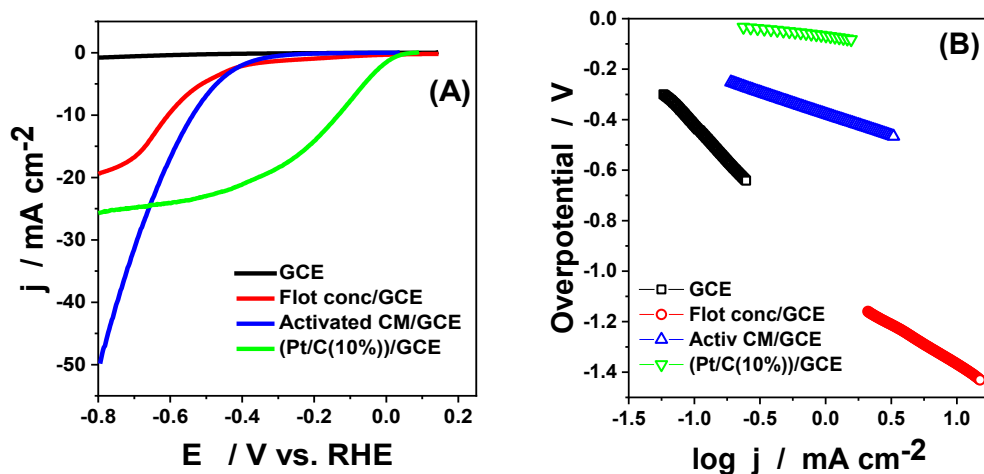 0
-10
-20
-30
-40
-50
j / mA cm-2
(A)
GCE
Flot conc/GCE
Activated CM/GCE
(Pt/C(10%))/GCE
-0.8 -0.6 -0.4 -0.2 0.0 0.2
E / V vs. RHE
0.0
-0.2
-0.4
-0.6
-0.8
-1.0
-1.2
-1.4
Overpotential / V
(B)
GCE
Flot conc/GCE
Activ CM/GCE
(Pt/C(10%))/GCE
-1.5 -1.0 -0.5 0.0 0.5 1.0
log j / mA cm-2